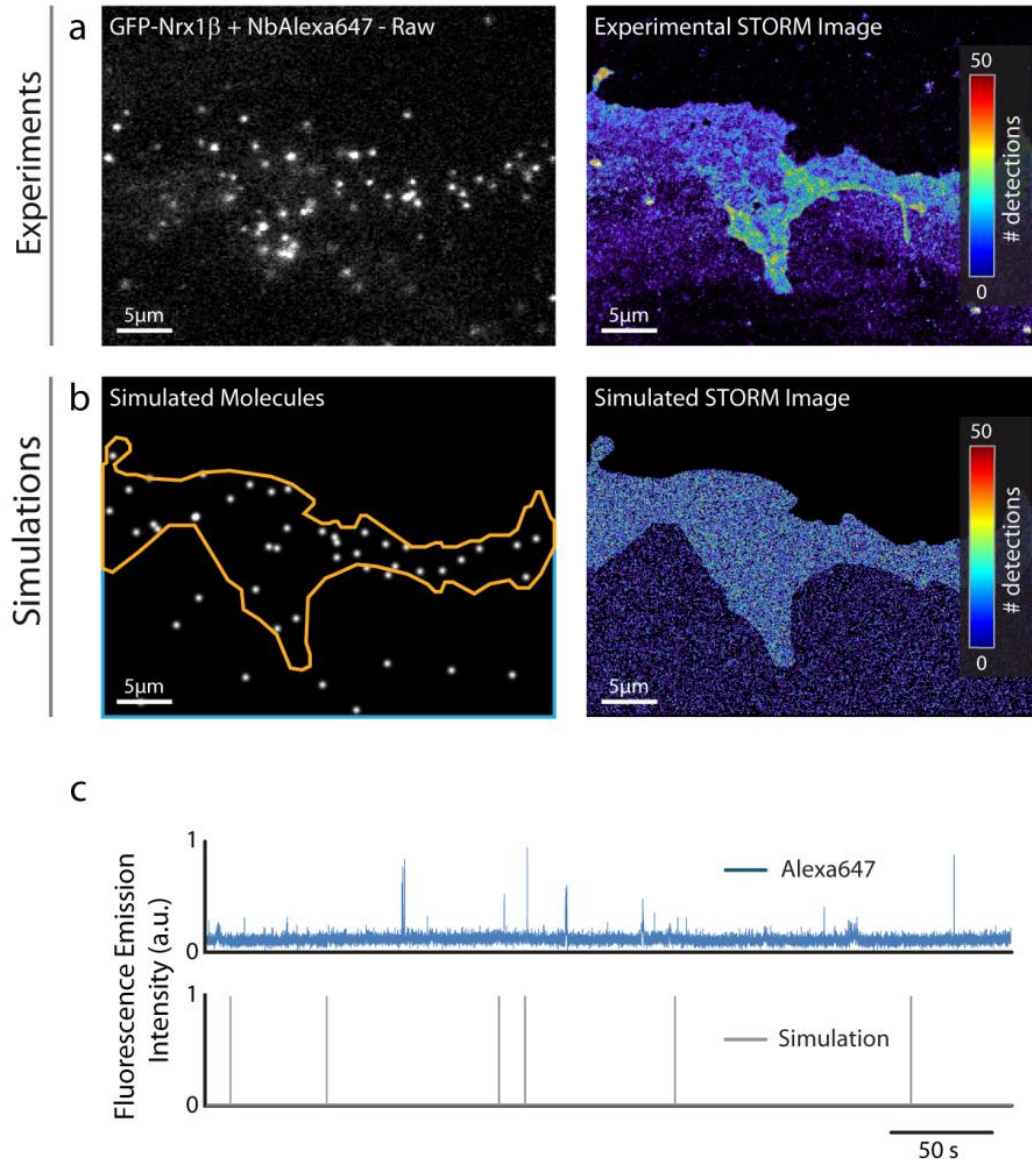 Experiments
a
GFP-Nrx1β + NbAlexa647 - Raw
5µm
Experimental STORM Image
50
# detections
0
5µm
Simulations
b
Simulated Molecules
5µm
Simulated STORM Image
50
# detections
0
5µm
c
Fluorescence Emission
Intensity (a.u.)
1
0
Alexa647
1
0
Simulation
50 s